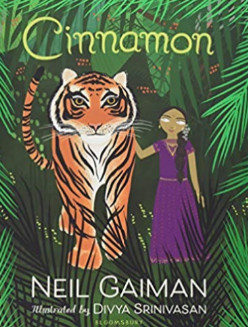 Cinnamon
NEIL GAIMAN
Illustrated by DIVYA SRINIVASAN
BLOOMSBURY